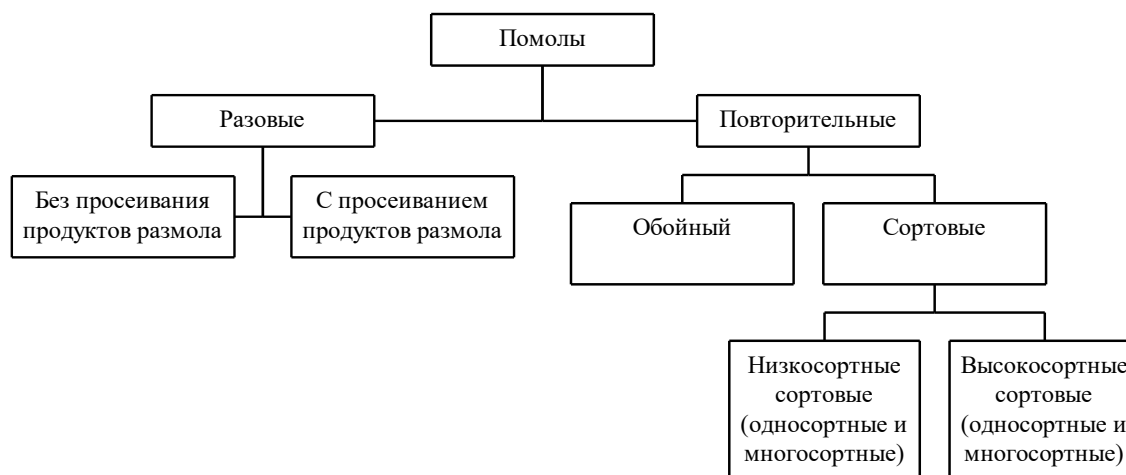 Помолы
Разовые
Повторительные
Без просеивания
продуктов размола
С просеиванием
продуктов размола
Обойный
Сортовые
Низкосортные
сортовые
(односортные и
многосортные)
Высокосортные
сортовые
(односортные и
многосортные)